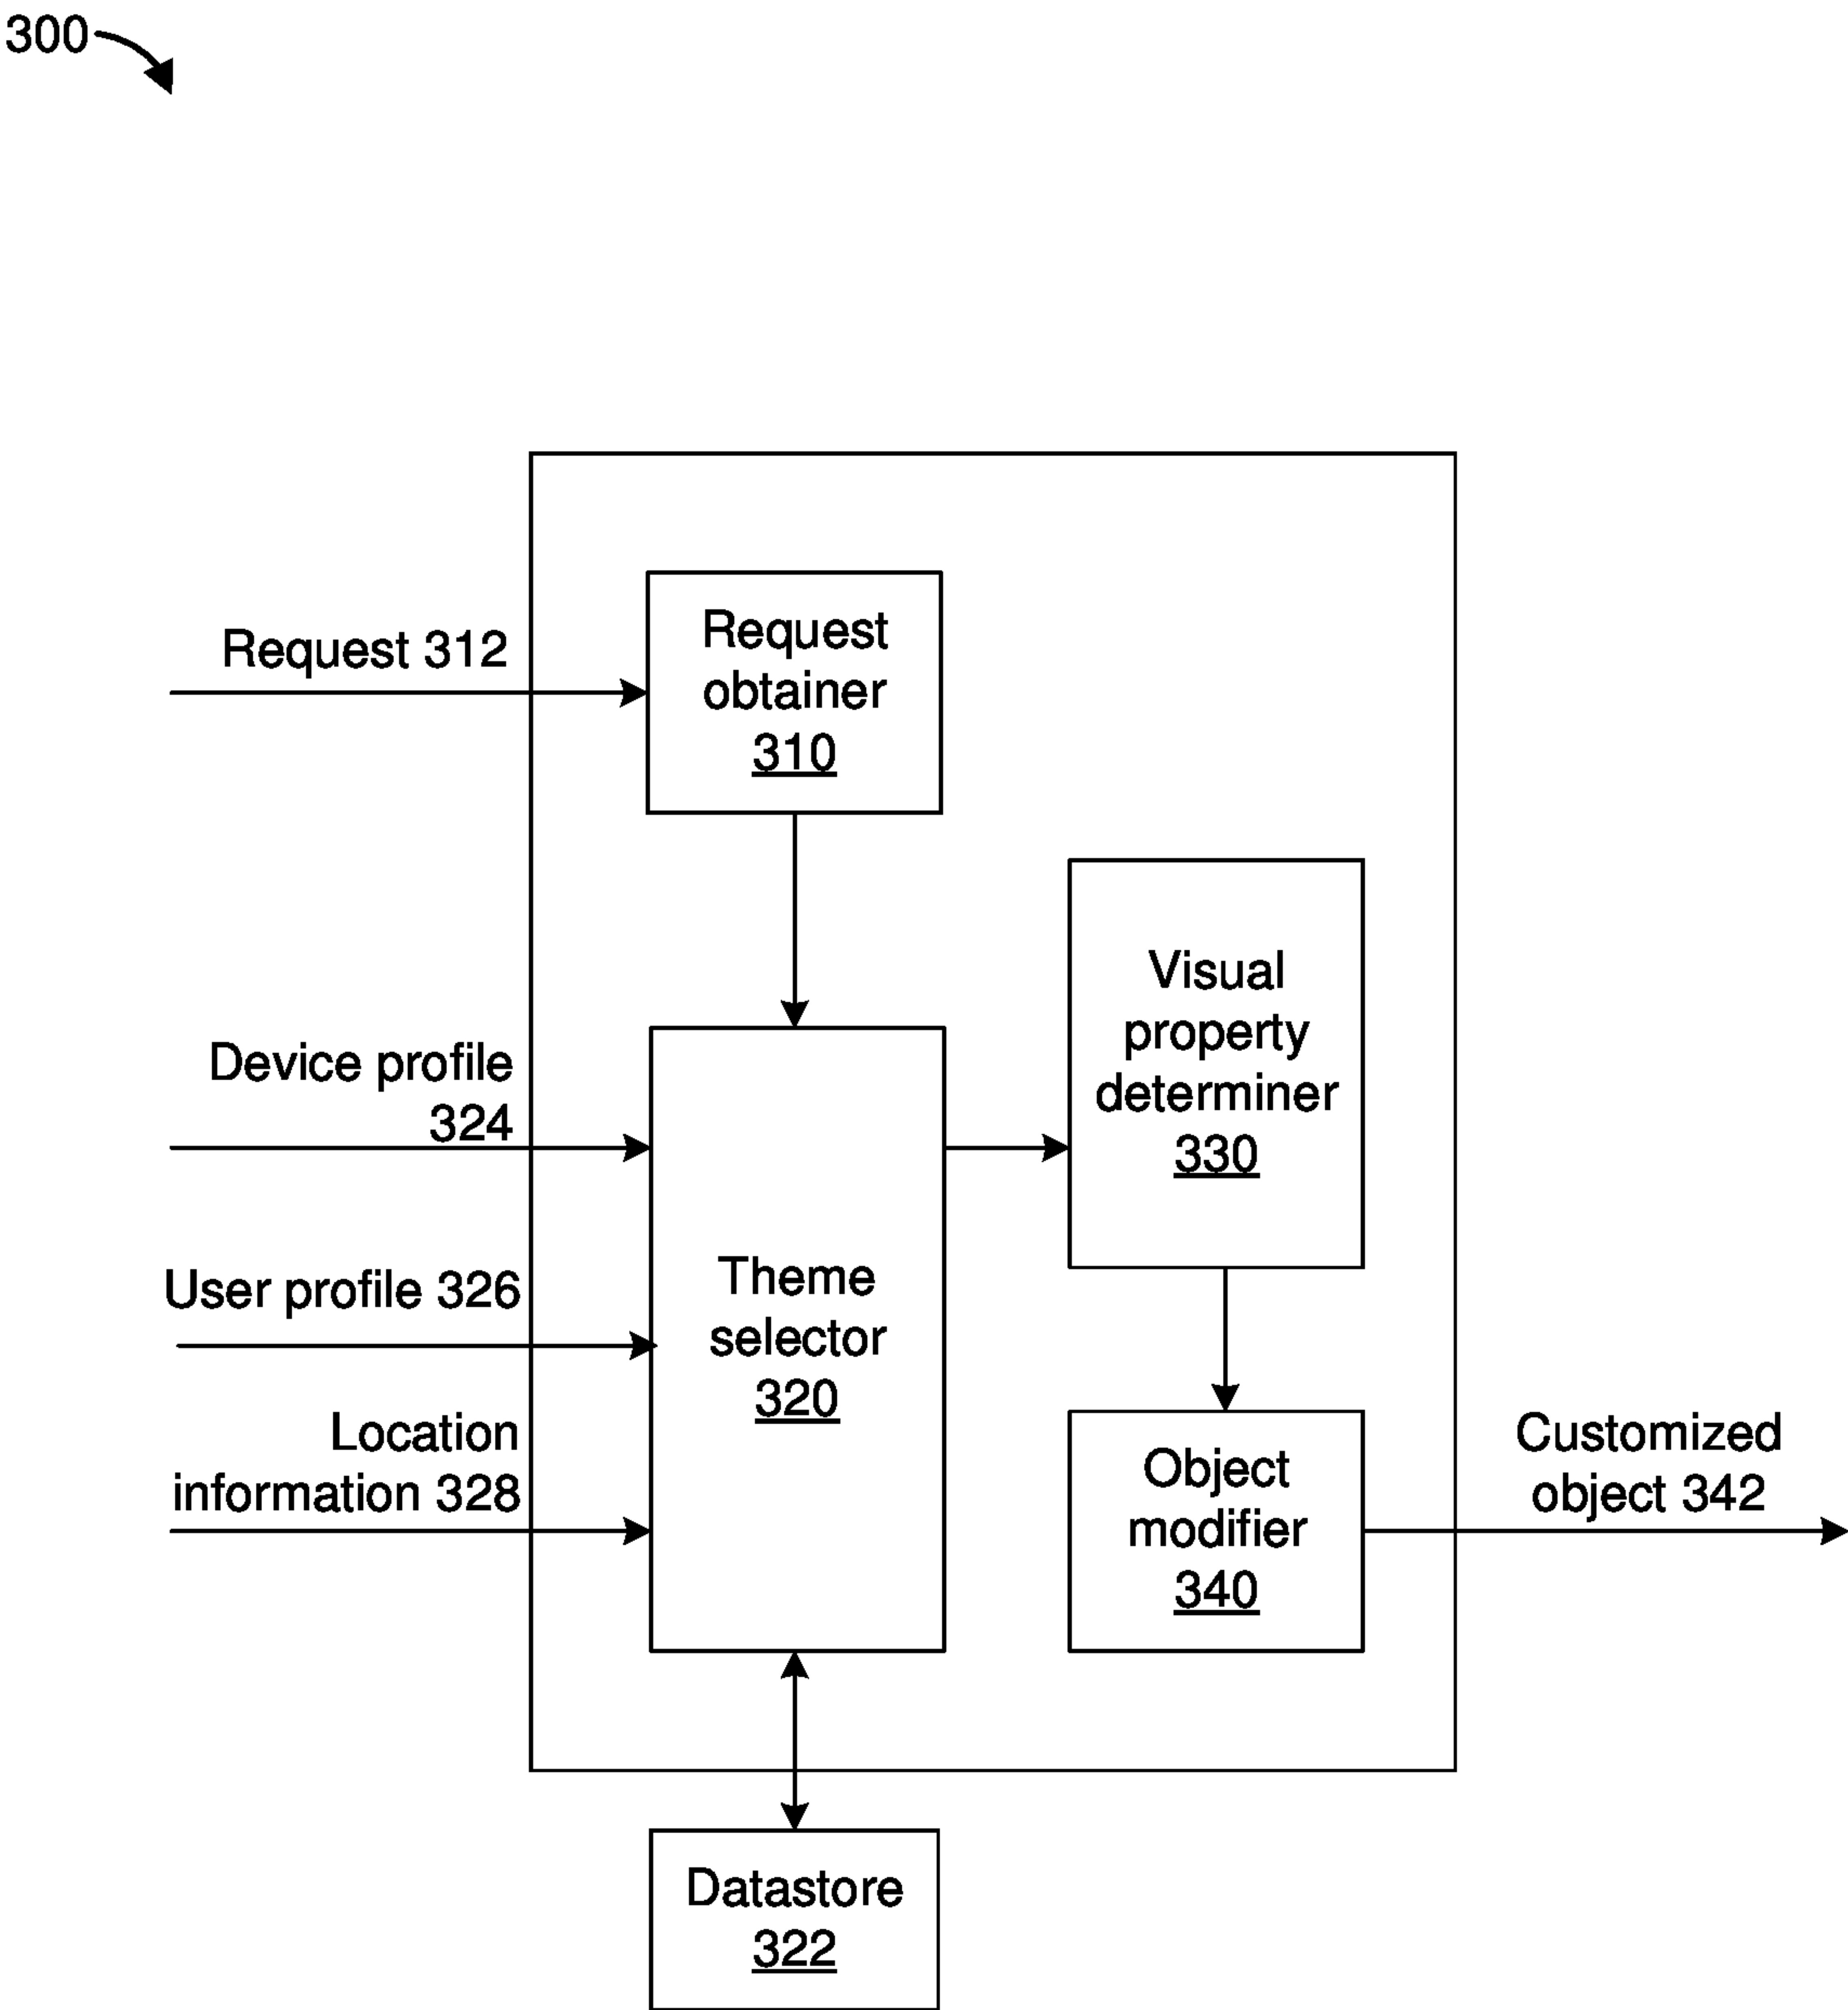 300
Request 312
Request
obtainer
310
Device profile
324
User profile 326
Location
information 328
Theme
selector
320
Visual
property
determiner
330
Object
modifier
340
Customized
object 342
Datastore
322